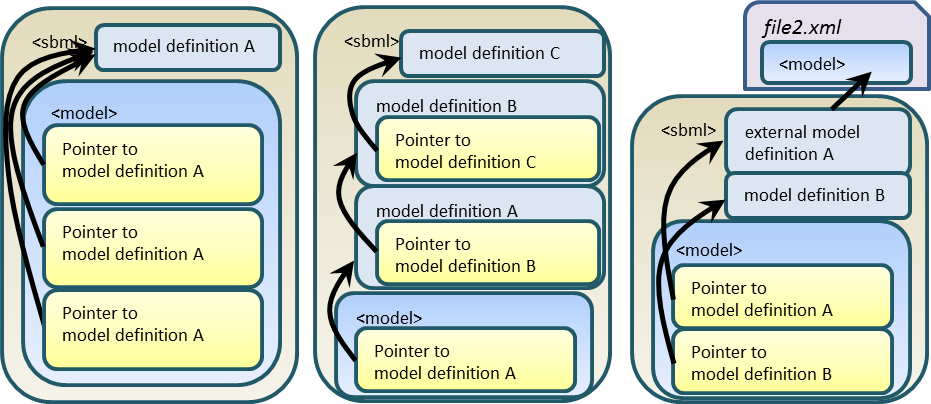 <sbml>
model definition A
<model>
Pointer to
model definition A
Pointer to
model definition A
Pointer to
model definition A
<sbml>
model definition C
model definition B
Pointer to
model definition C
model definition A
Pointer to
model definition B
<model>
Pointer to
model definition A
file2.xml
<model>
<sbml>
external model
definition A
model definition B
<model>
Pointer to
model definition A
Pointer to
model definition B